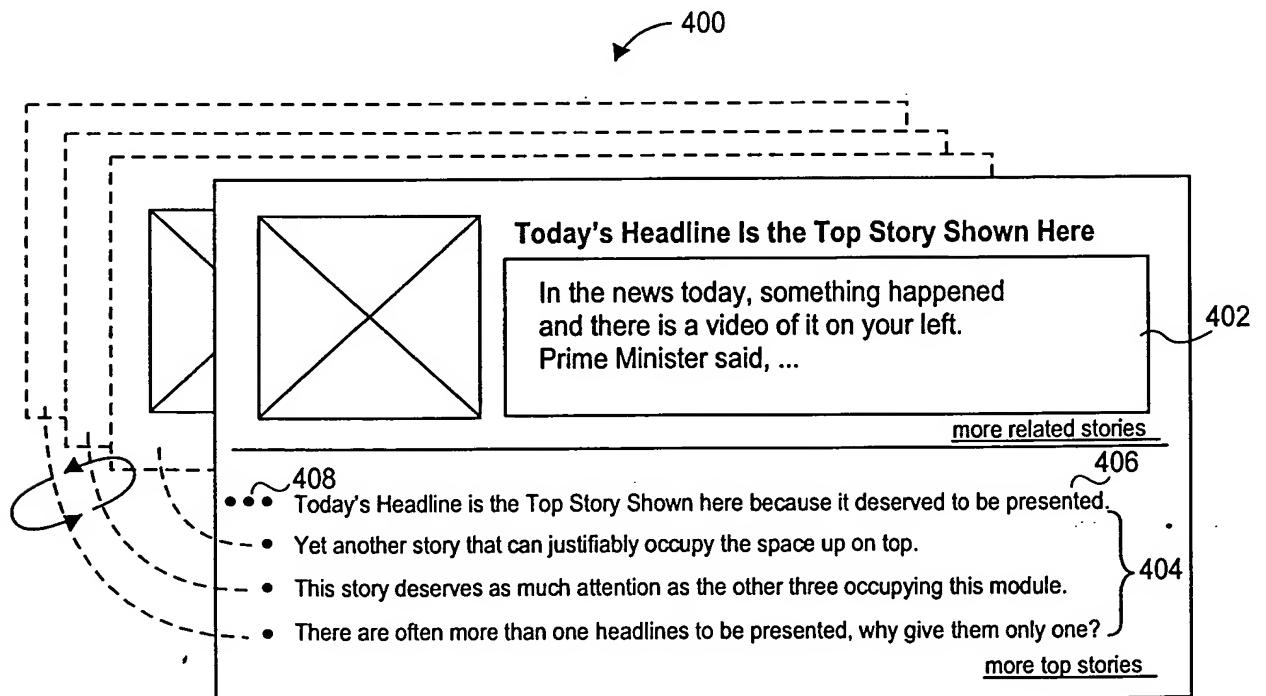 400
Today's Headline Is the Top Story Shown Here
In the news today, something happened
and there is a video of it on your left.
Prime Minister said, ...
402
more related stories
406
408
••• Today's Headline is the Top Story Shown here because it deserved to be presented.
• Yet another story that can justifiably occupy the space up on top.
• This story deserves as much attention as the other three occupying this module.
404
• There are often more than one headlines to be presented, why give them only one?
more top stories